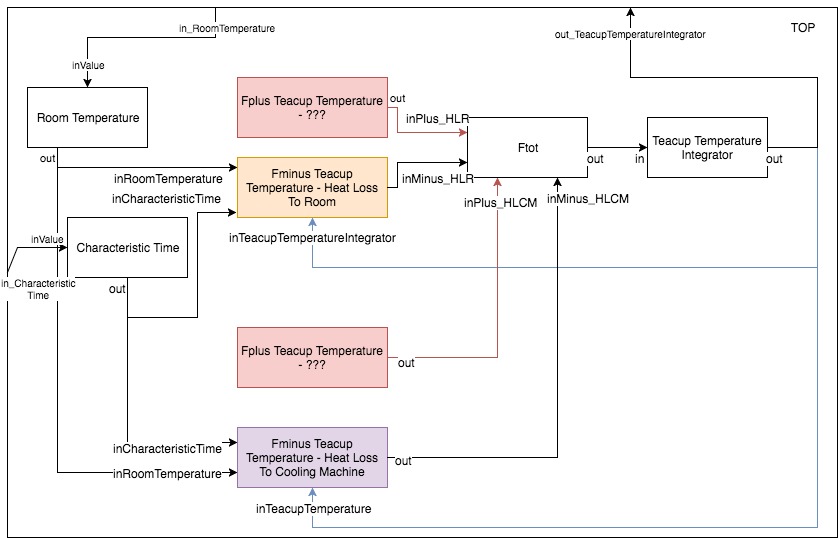 in_RoomTemperature
TOP
out_TeacupTemperatureIntegrator
inValue
Room Temperature
out
Fplus Teacup Temperature
- ???
out
inPlus_HLR
Ftot
out
in
Teacup Temperature
Integrator
out
inRoomTemperature
inCharacteristicTime
Fminus Teacup
Temperature - Heat Loss
To Room
inMinus_HLR
inPlus_HLCM
inMinus_HLCM
inValue
Characteristic Time
inTeacupTemperatureIntegrator
in_Characteristic
Time
out
Fplus Teacup Temperature
- ???
out
inCharacteristicTime
inRoomTemperature
Fminus Teacup
Temperature - Heat Loss
To Cooling Machine
out
inTeacupTemperature